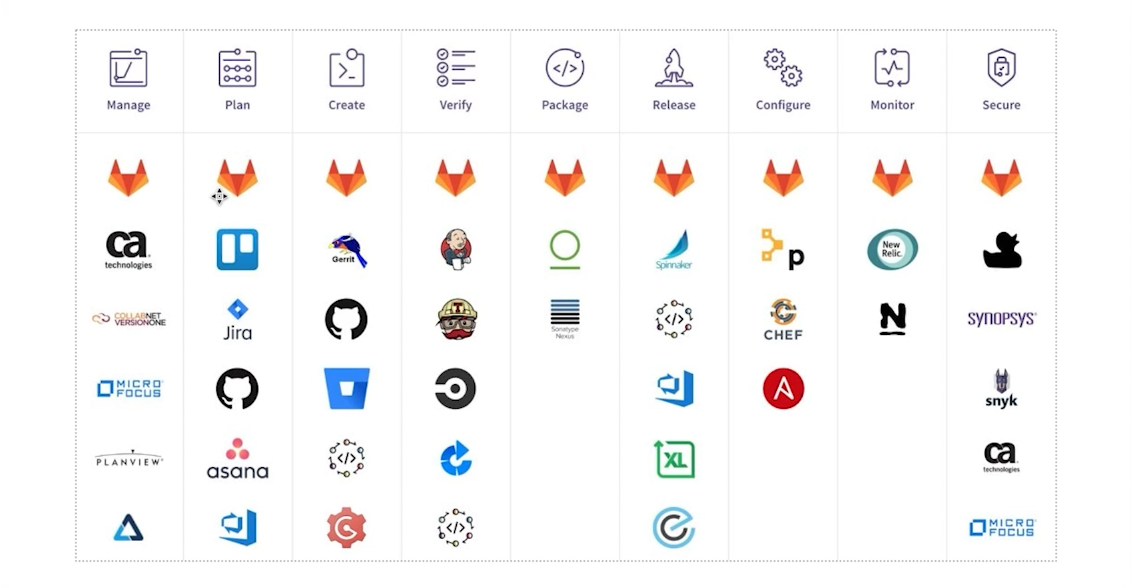 Manage Plan Create Verify Package Release Configure Monitor Secure
ca technologies
Gerrit
Spinnaker
p
New Relic.
COLLABNET VERSIONONE
Jira
T
Sonatype Nexus
</>
CHEF
N
SYNOPSYS
MICRO FOCUS
A
snyk
PLANVIEW
asana
</>
XL
ca technologies
G
</>
e
MICRO FOCUS